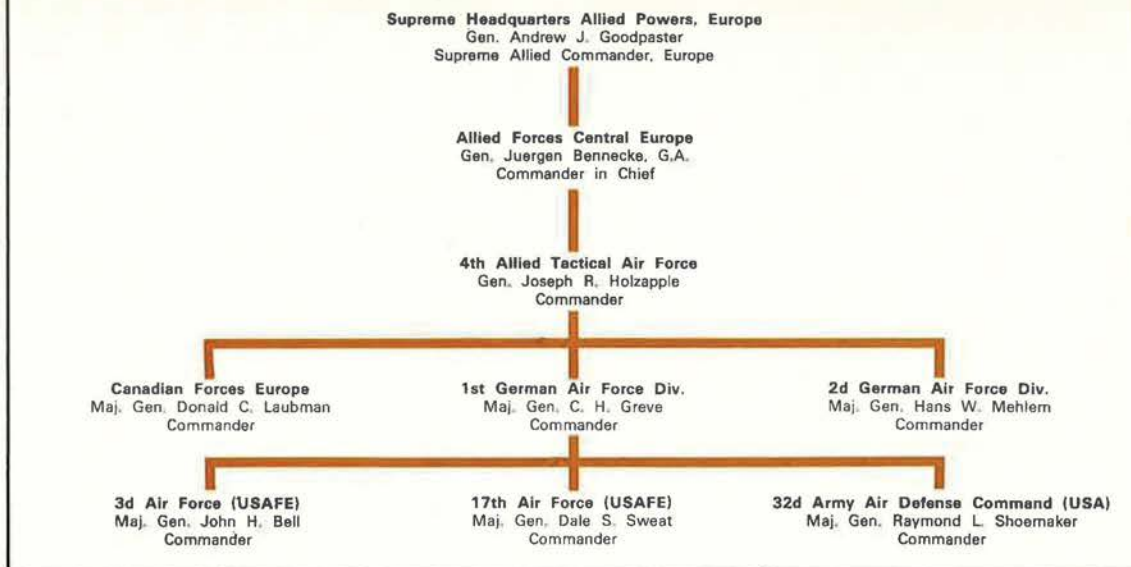 Supreme Headquarters Allied Powers, Europe
Gen. Andrew J. Goodpaster
Supreme Allied Commander, Europe
Allied Forces Central Europe
Gen. Juergen Bennecke, G.A.
Commander in Chief
4th Allied Tactical Air Force
Gen. Joseph R. Holzapple
Commander
Canadian Forces Europe
Maj. Gen. Donald C. Laubman
Commander
1st German Air Force Div.
Maj. Gen. C. H. Greve
Commander
2d German Air Force Div.
Maj. Gen. Hans W. Mehlem
Commander
3d Air Force (USAFE)
Maj. Gen. John H. Bell
Commander
17th Air Force (USAFE)
Maj. Gen. Dale S. Sweat
Commander
32d Army Air Defense Command (USA)
Maj. Gen. Raymond L. Shoemaker
Commander